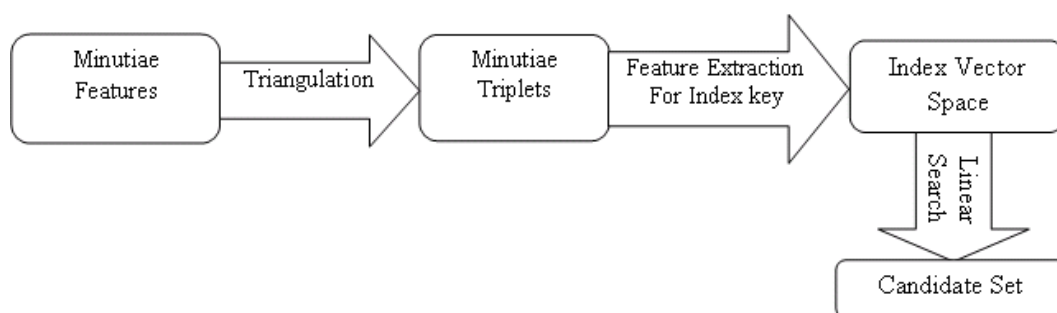 Minutiae
Features
Triangulation
Minutiae
Triplets
Feature Extraction
For Index key
Index Vector
Space
Linear
Search
Candidate Set